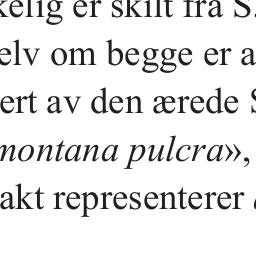 kelig er skilt fra S.
elv om begge er a
ert av den ærede S
montana pulcra»,
akt representerer